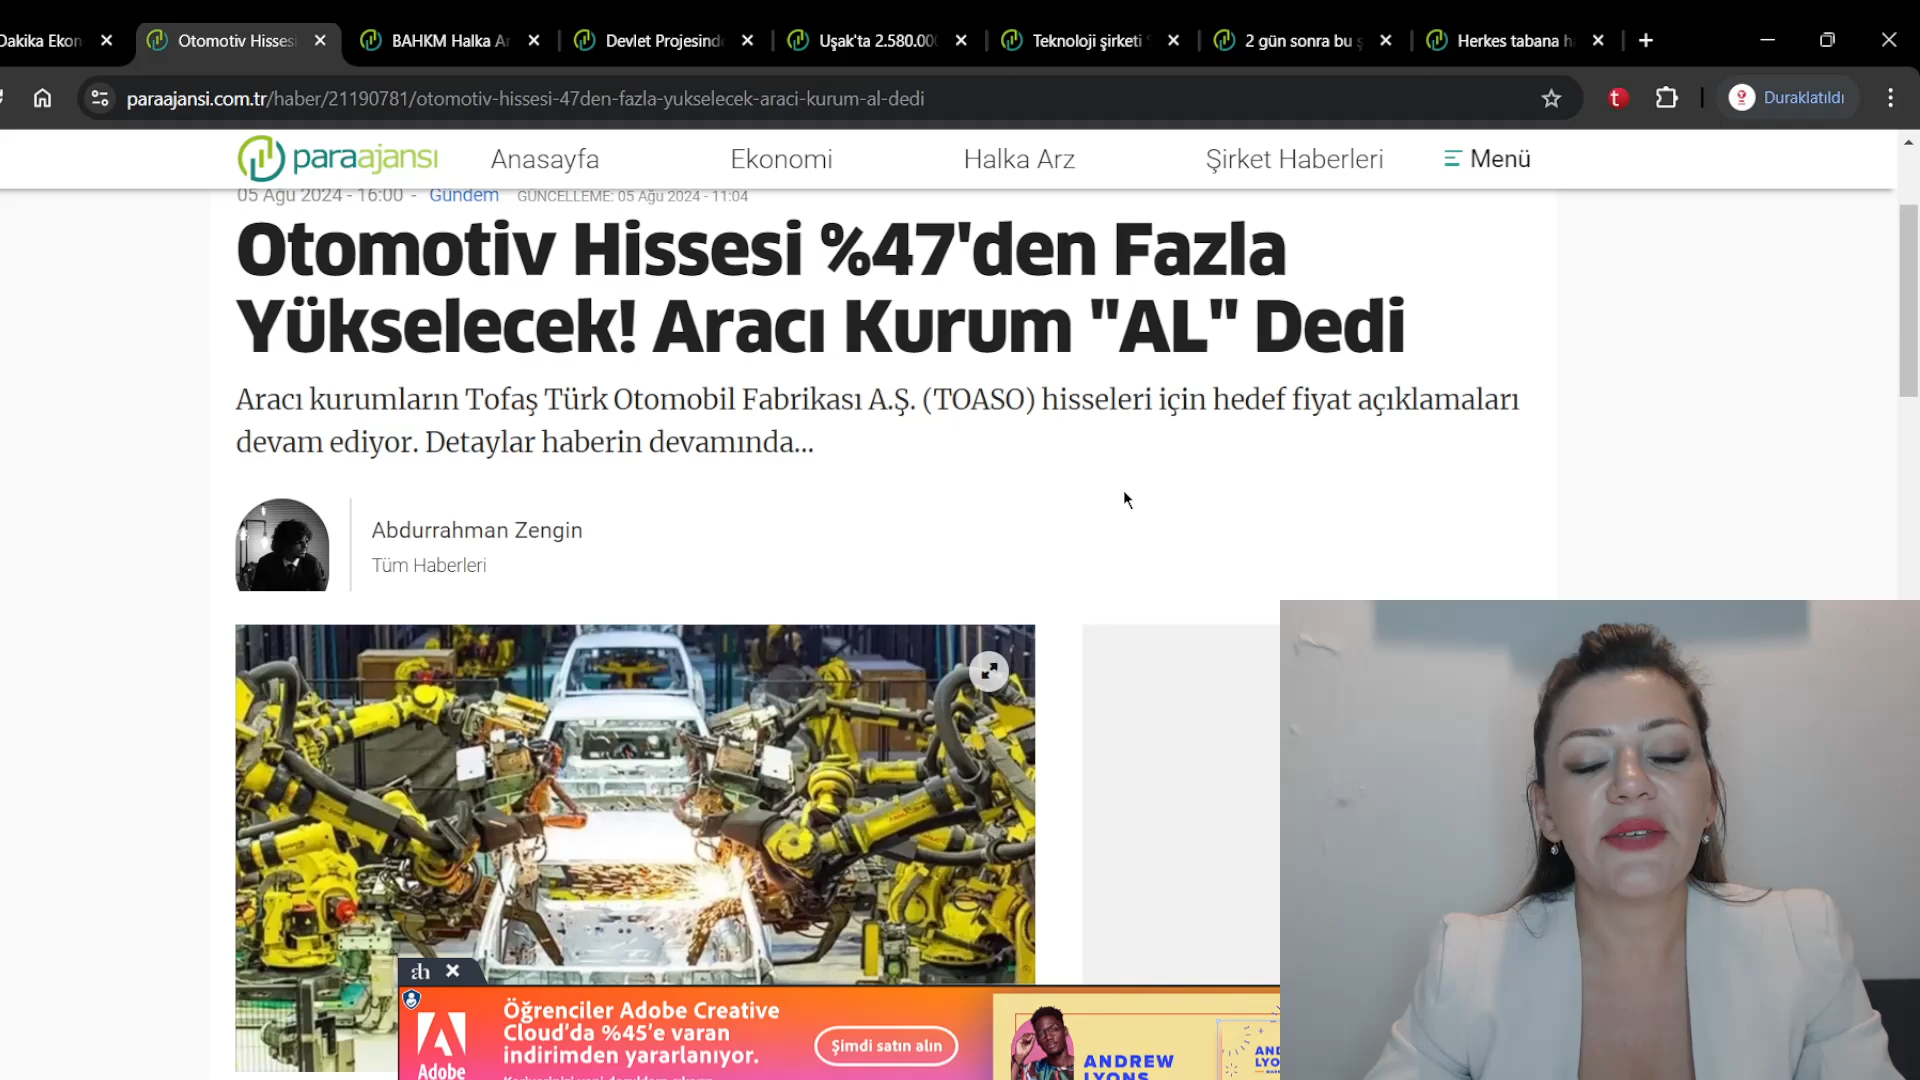 Dakika Ekon
Otomotiv Hisses
BAHKM Halka Ar
Devlet Projesind
Uşak'ta 2.580.00
Teknoloji şirketi
2 gün sonra bu ş
Herkes tabana h
paraajansi.com.tr/haber/21190781/otomotiv-hissesi-47den-fazla-yukselecek-araci-kurum-al-dedi
t
Duraklatıldı
paraajansı
Anasayfa
Ekonomi
Halka Arz
Şirket Haberleri
Menü
05 Ağu 2024 - 16:00 - Gündem GÜNCELLEME: 05 Ağu 2024 - 11:04
Otomotiv Hissesi %47'den Fazla
Yükselecek! Aracı Kurum "AL" Dedi
Aracı kurumların Tofaş Türk Otomobil Fabrikası A.Ş. (TOASO) hisseleri için hedef fiyat açıklamaları
devam ediyor. Detaylar haberin devamında...
Abdurrahman Zengin
Tüm Haberleri
Öğrenciler Adobe Creative
Cloud'da %45'e varan
indirimden yararlanıyor.
Adobe
Şimdi satın alın
ANDREW
LYONS